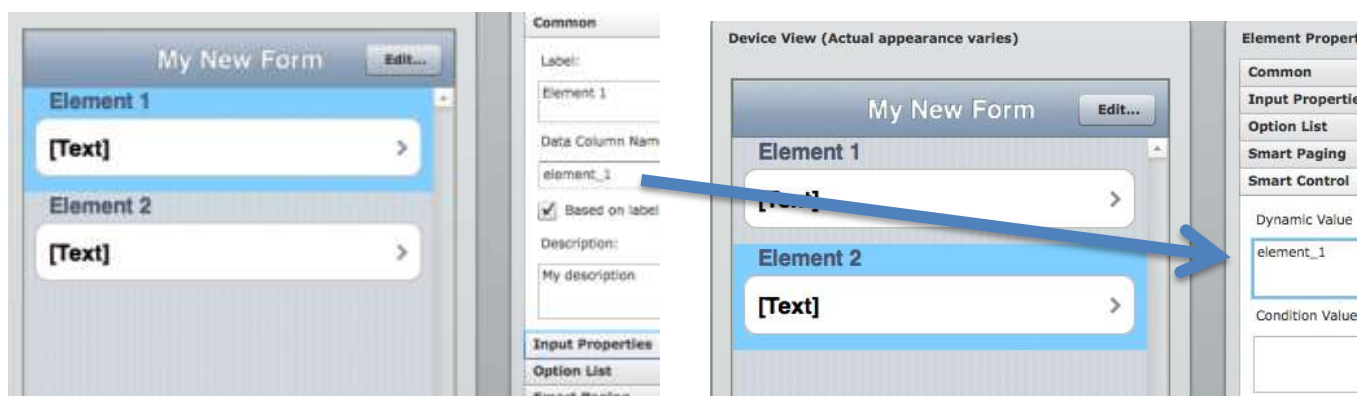 My New Form
Edit...
Element 1
[Text]
Element 2
[Text]
Common
Label:
Element 1
Data Column Nam
element_1
Based on label
Description:
My description
Input Properties
Option List
Smart Paging
Device View (Actual appearance varies)
My New Form
Edit...
Element 1
[Text]
Element 2
[Text]
Element Propert
Common
Input Propertie
Option List
Smart Paging
Smart Control
Dynamic Value
element_1
Condition Value